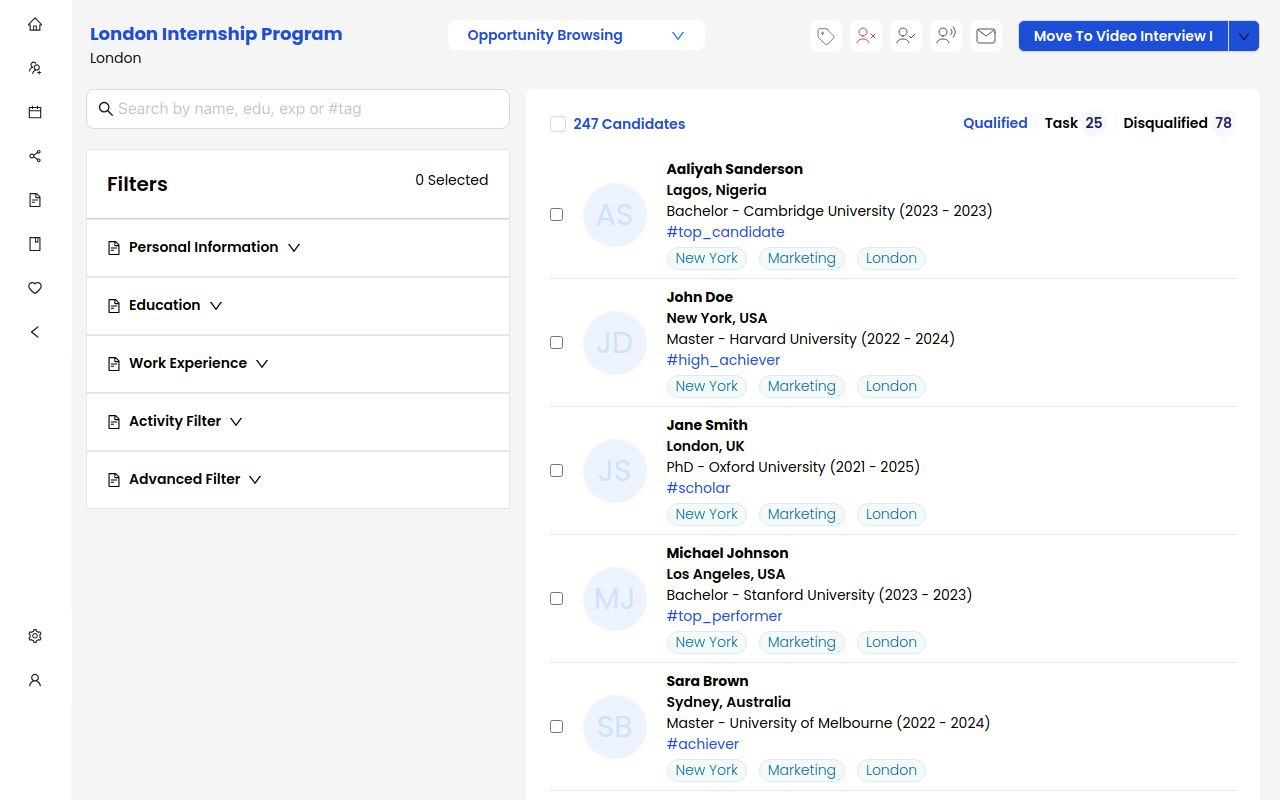 London Internship Program
London
Opportunity Browsing
Move To Video Interview I
Search by name, edu, exp or #tag
Filters
0 Selected
Personal Information
Education
Work Experience
Activity Filter
Advanced Filter
247 Candidates
Qualified
Task 25
Disqualified 78
AS
Aaliyah Sanderson
Lagos, Nigeria
Bachelor - Cambridge University (2023 - 2023)
#top_candidate
New York Marketing London
JD
John Doe
New York, USA
Master - Harvard University (2022 - 2024)
#high_achiever
New York Marketing London
JS
Jane Smith
London, UK
PhD - Oxford University (2021 - 2025)
#scholar
New York Marketing London
MJ
Michael Johnson
Los Angeles, USA
Bachelor - Stanford University (2023 - 2023)
#top_performer
New York Marketing London
SB
Sara Brown
Sydney, Australia
Master - University of Melbourne (2022 - 2024)
#achiever
New York Marketing London